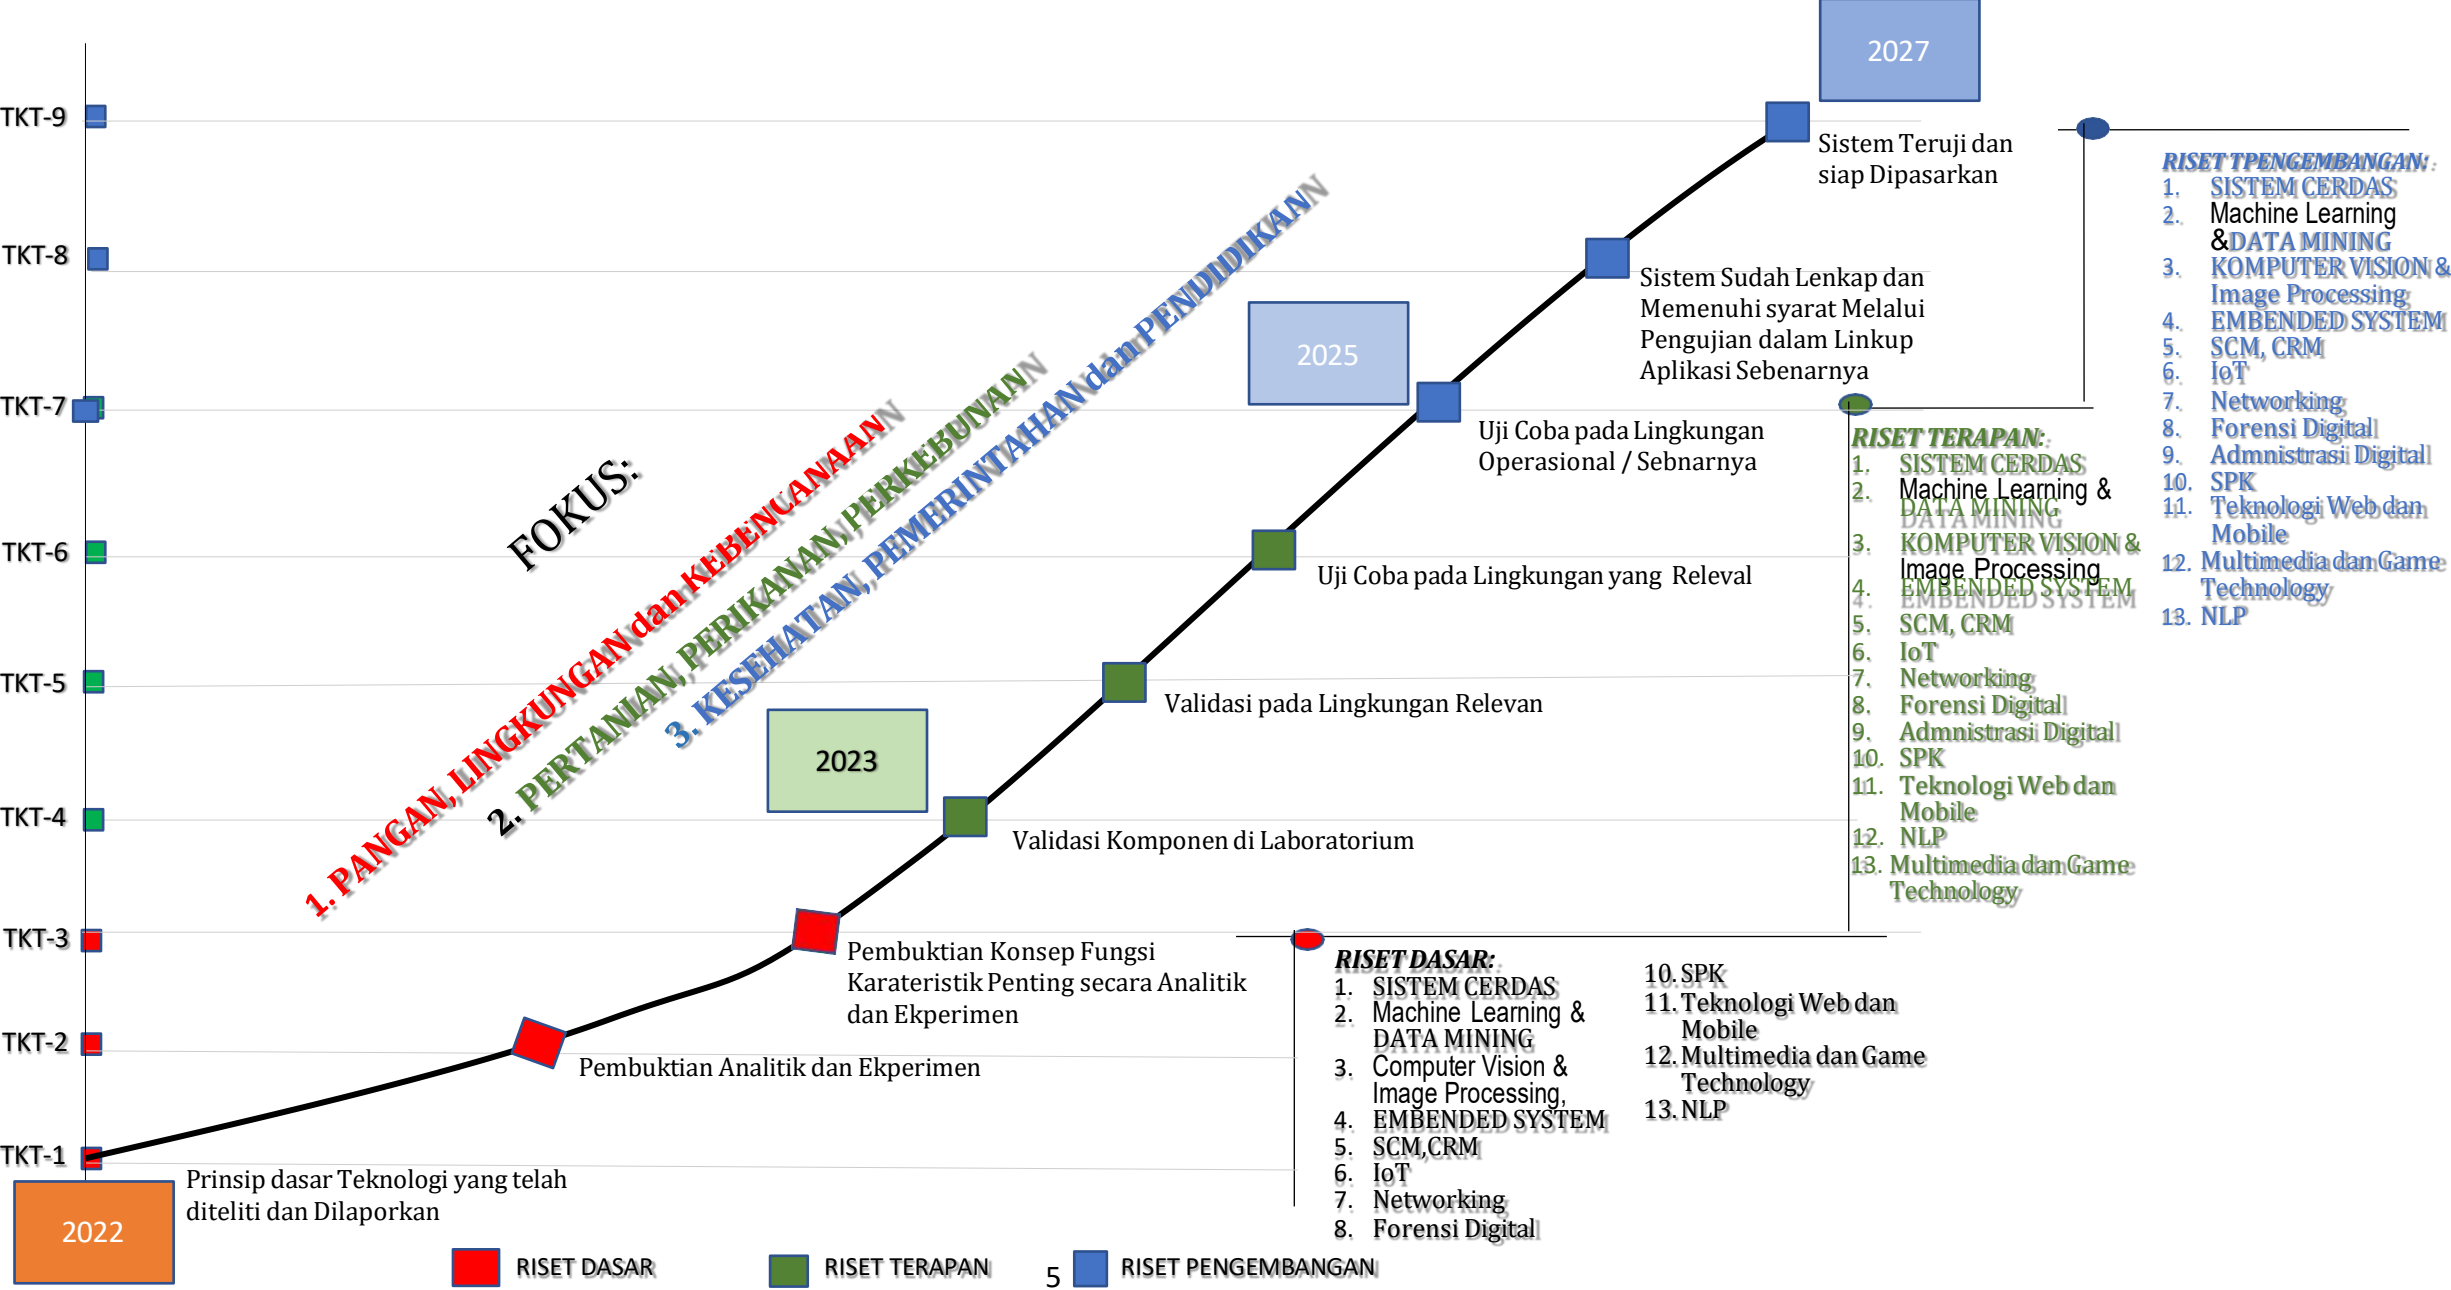 2027
TKT-9
Sistem Teruji dan
siap Dipasarkan
TKT-8
Sistem Sudah Lenkap dan
Memenuhi syarat Melalui
Pengujian dalam Linkup
Aplikasi Sebenarnya
2025
TKT-7
Uji Coba pada Lingkungan
Operasional / Sebnarnya
TKT-6
Uji Coba pada Lingkungan yang Releval
TKT-5
Validasi pada Lingkungan Relevan
2023
TKT-4
Validasi Komponen di Laboratorium
TKT-3
Pembuktian Konsep Fungsi
Karateristik Penting secara Analitik
dan Ekperimen
TKT-2
Pembuktian Analitik dan Ekperimen
TKT-1
Prinsip dasar Teknologi yang telah
diteliti dan Dilaporkan
2022
FOKUS:
1. PANGAN, LINGKUNGAN dan KEBENCANAAN
2. PERTANIAN, PERIKANAN, PERKEBUNAN
3. KESEHATAN, PEMERINTAHAN dan PENDIDIKAN
RISET TPENGEMBANGAN:
1. SISTEM CERDAS
2. Machine Learning
&DATA MINING
3. KOMPUTER VISION &
Image Processing
4. EMBENDED SYSTEM
5. SCM, CRM
6. IoT
7. Networking
8. Forensi Digital
9. Admnistrasi Digital
10. SPK
11. Teknologi Web dan
Mobile
12. Multimedia dan Game
Technology
13. NLP
RISET TERAPAN:
1. SISTEM CERDAS
2. Machine Learning &
DATA MINING
3. KOMPUTER VISION &
Image Processing
4. EMBENDED SYSTEM
5. SCM, CRM
6. IoT
7. Networking
8. Forensi Digital
9. Admnistrasi Digital
10. SPK
11. Teknologi Web dan
Mobile
12. NLP
13. Multimedia dan Game
Technology
RISET DASAR:
1. SISTEM CERDAS
2. Machine Learning &
DATA MINING
3. Computer Vision &
Image Processing,
4. EMBENDED SYSTEM
5. SCM,CRM
6. IoT
7. Networking
8. Forensi Digital
10. SPK
11. Teknologi Web dan
Mobile
12. Multimedia dan Game
Technology
13. NLP
RISET DASAR
RISET TERAPAN
5
RISET PENGEMBANGAN